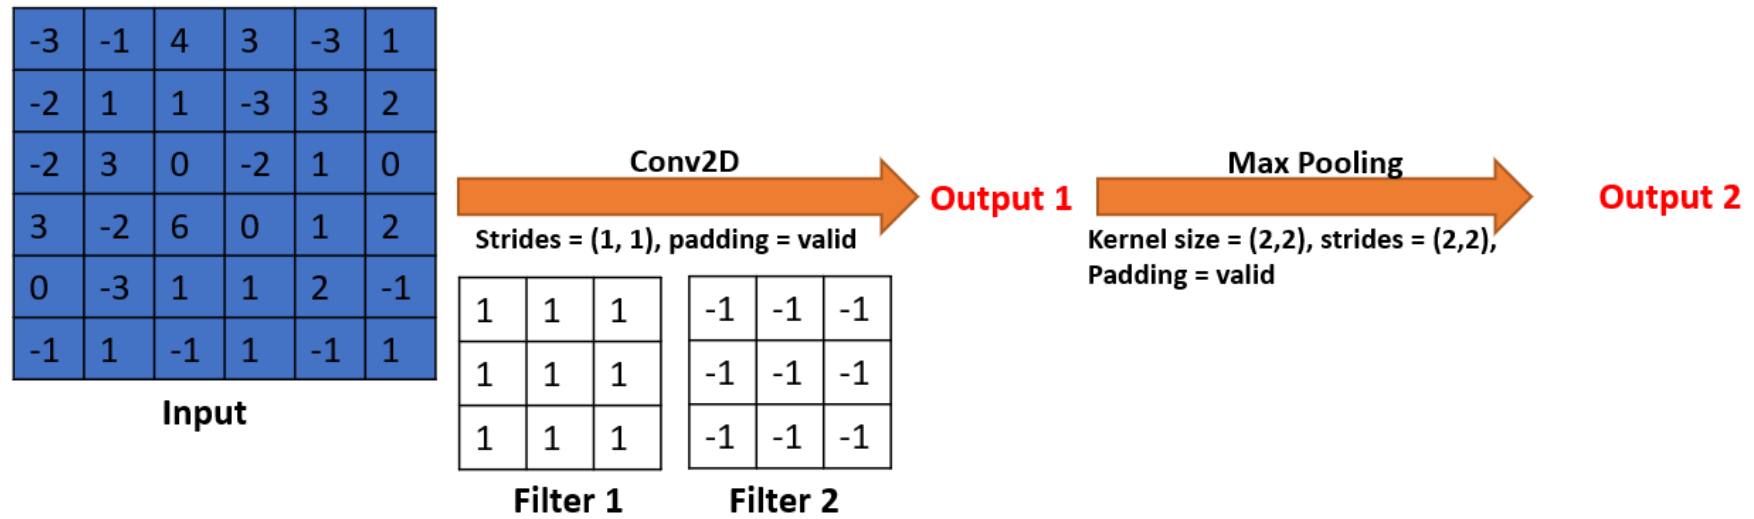 -3 -1 4 3 -3 1
-2 1 1 -3 3 2
-2 3 0 -2 1 0
3 -2 6 0 1 2
0 -3 1 1 2 -1
-1 1 -1 1 -1 1
Input
Conv2D
Strides = (1, 1), padding = valid
1 1 1
1 1 1
1 1 1
Filter 1
-1 -1 -1
-1 -1 -1
-1 -1 -1
Filter 2
Output 1
Max Pooling
Kernel size = (2,2), strides = (2,2),
Padding = valid
Output 2